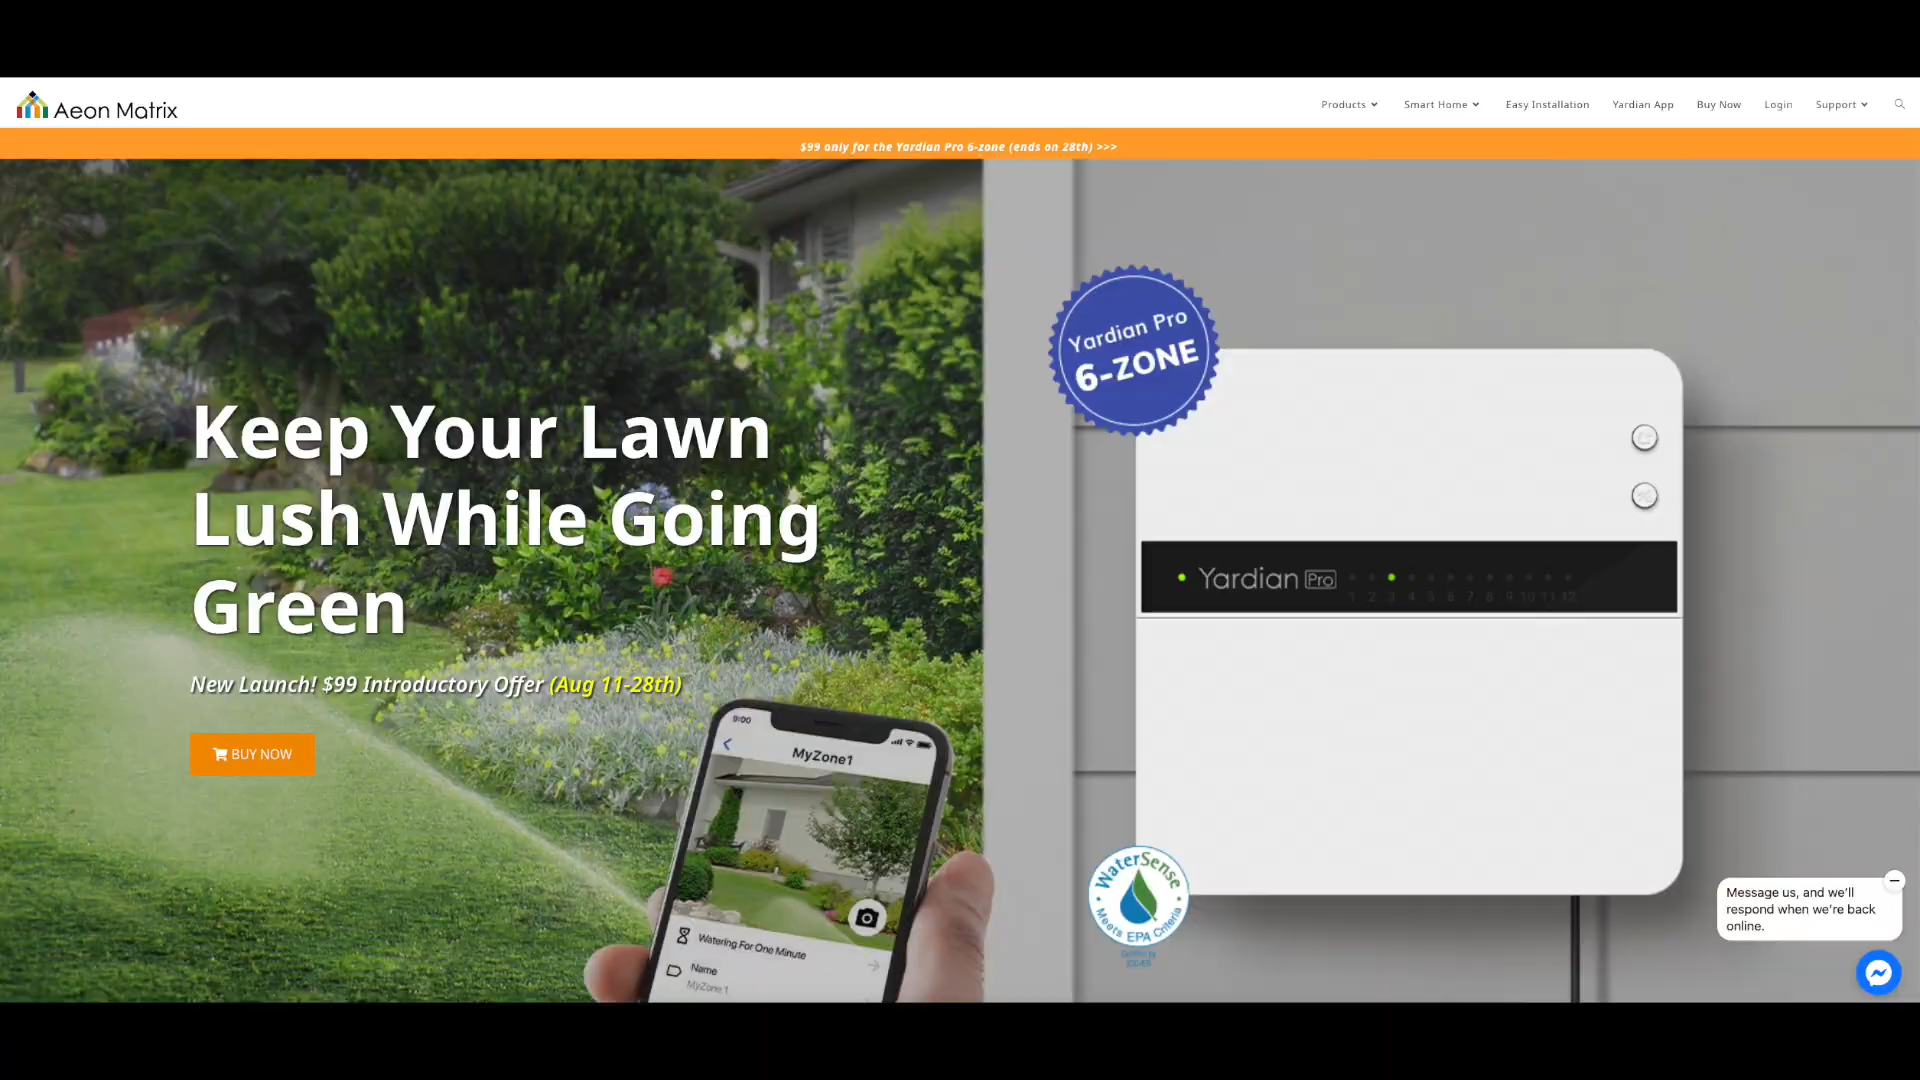 Aeon Matrix
Products
Smart Home
Easy Installation
Yardian App
Buy Now
Login
Support
$99 only for the Yardian Pro 6-zone (ends on 28th) >>>
Yardian Pro
6-ZONE
Keep Your Lawn
Lush While Going
Green
New Launch! $99 Introductory Offer (Aug 11-28th)
BUY NOW
Yardian Pro
1 2 3 4 5 6 7 8 9 10 11 12
9:00
MyZone1
Watering For One Minute
Name
MyZone.1
WaterSense
Meets EPA Criteria
Certified by
Message us, and we'll
respond when we're back
online.